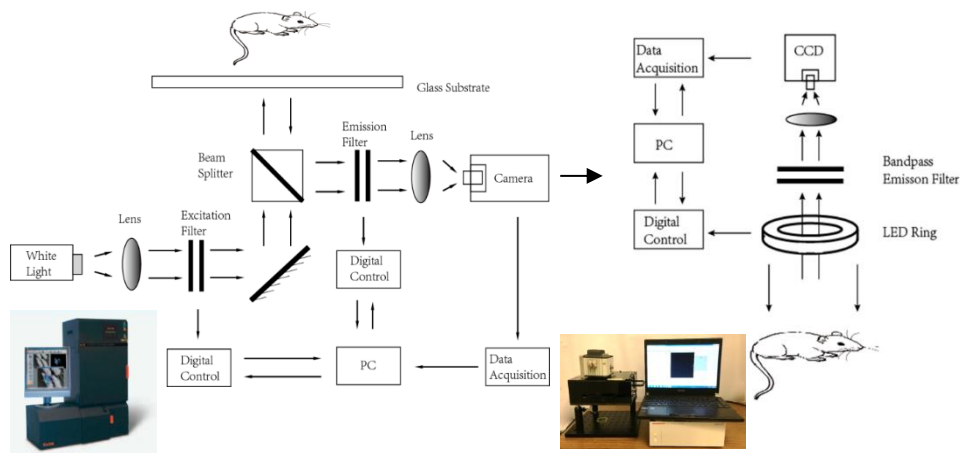 Glass Substrate
Emission
Filter
Lens
Beam
Splitter
Camera
Lens
Excitation
Filter
White
Light
Digital
Control
Digital
Control
PC
Data
Acquisition
Data
Acquisition
CCD
PC
Bandpass
Emisson Filter
Digital
Control
LED Ring